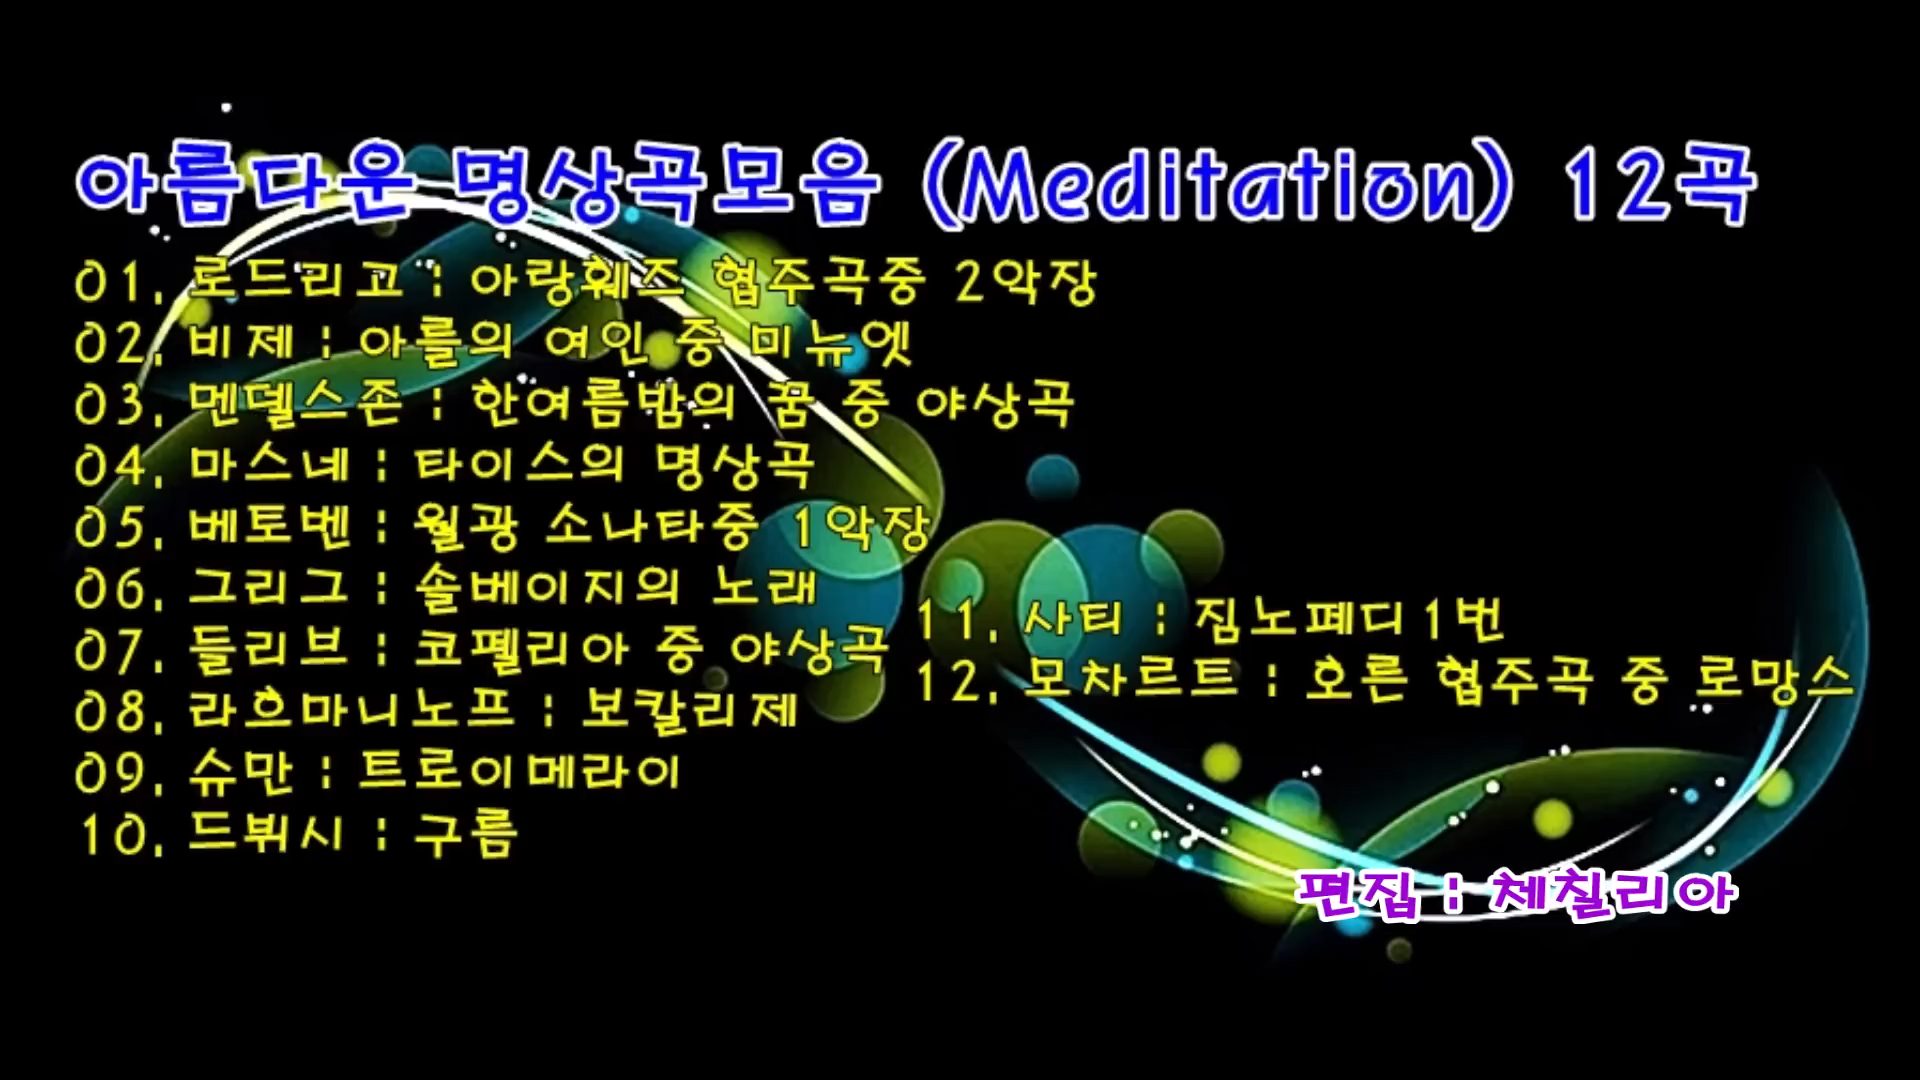 아름다운 명상곡모음 (Meditation) 12곡
01. 로드리고 : 아랑훼즈 협주곡중 2악장
02. 비제 : 아를의 여인 중 미뉴엣
03. 멘델스존 : 한여름밤의 꿈 중 야상곡
04. 마스네 : 타이스의 명상곡
05. 베토벤 : 월광 소나타중 1악장
06. 그리그 : 솔베이지의 노래
07. 들리브 : 코펠리아 중 야상곡
08. 라흐마니노프 : 보칼리제
09. 슈만 : 트로이메라이
10. 드뷔시 : 구름
11. 사티 : 짐노페디1번
12. 모차르트 : 호른 협주곡 중 로망스
편집 : 체칠리아